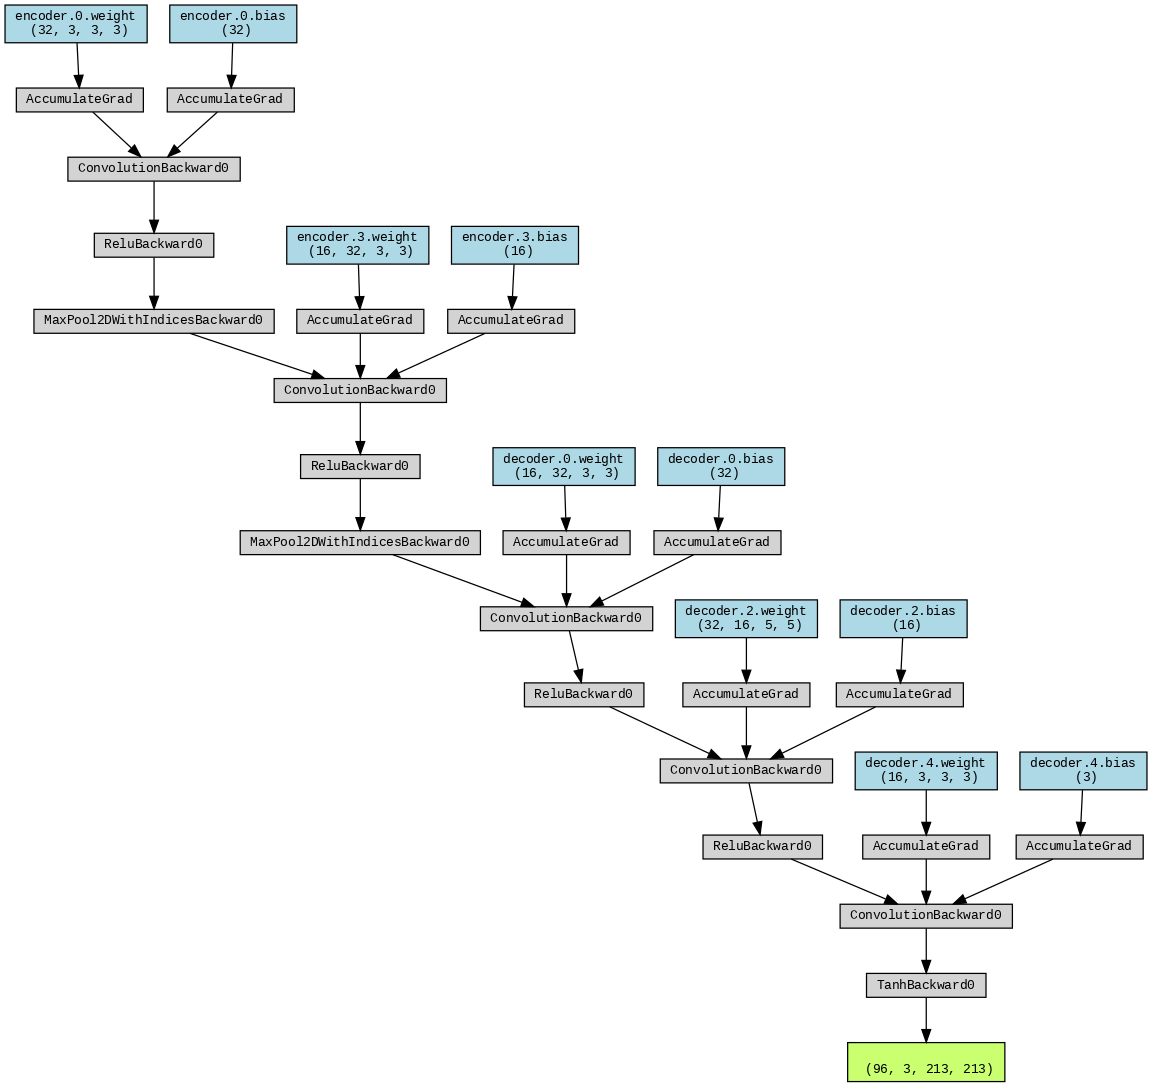 encoder.0.weight
(32, 3, 3, 3)
encoder.0.bias
(32)
AccumulateGrad
AccumulateGrad
ConvolutionBackward0
ReluBackward0
encoder.3.weight
(16, 32, 3, 3)
encoder.3.bias
(16)
MaxPool2DWithIndicesBackward0
AccumulateGrad
AccumulateGrad
ConvolutionBackward0
ReluBackward0
decoder.0.weight
(16, 32, 3, 3)
decoder.0.bias
(32)
MaxPool2DWithIndicesBackward0
AccumulateGrad
AccumulateGrad
ConvolutionBackward0
decoder.2.weight
(32, 16, 5, 5)
decoder.2.bias
(16)
ReluBackward0
AccumulateGrad
AccumulateGrad
ConvolutionBackward0
decoder.4.weight
(16, 3, 3, 3)
decoder.4.bias
(3)
ReluBackward0
AccumulateGrad
AccumulateGrad
ConvolutionBackward0
TanhBackward0
(96, 3, 213, 213)